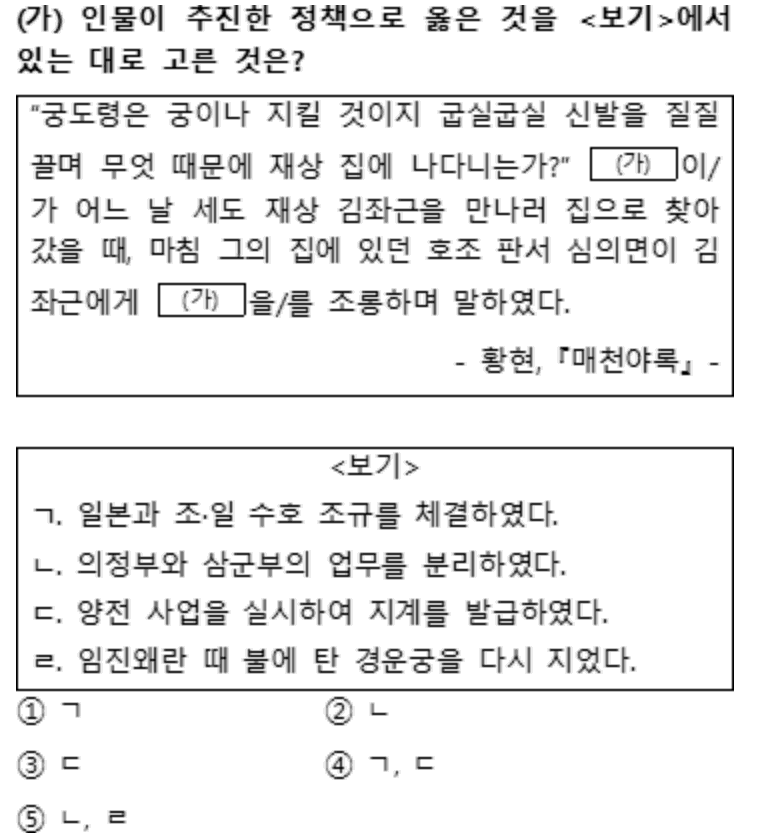 (가) 인물이 추진한 정책으로 옳은 것을 <보기>에서
있는 대로 고른 것은?
"궁도령은 궁이나 지킬 것이지 굽실굽실 신발을 질질
끌며 무엇 때문에 재상 집에 나다니는가?" (가) 이/
가 어느 날 세도 재상 김좌근을 만나러 집으로 찾아
갔을 때, 마침 그의 집에 있던 호조 판서 심의면이 김
좌근에게 (가) 을/를 조롱하며 말하였다.
- 황현, 『매천야록』 -
<보기>
ㄱ. 일본과 조·일 수호 조규를 체결하였다.
ㄴ. 의정부와 삼군부의 업무를 분리하였다.
ㄷ. 양전 사업을 실시하여 지계를 발급하였다.
ㄹ. 임진왜란 때 불에 탄 경운궁을 다시 지었다.
① ㄱ ② ㄴ
③ ㄷ ④ ㄱ, ㄷ
⑤ ㄴ, ㄹ